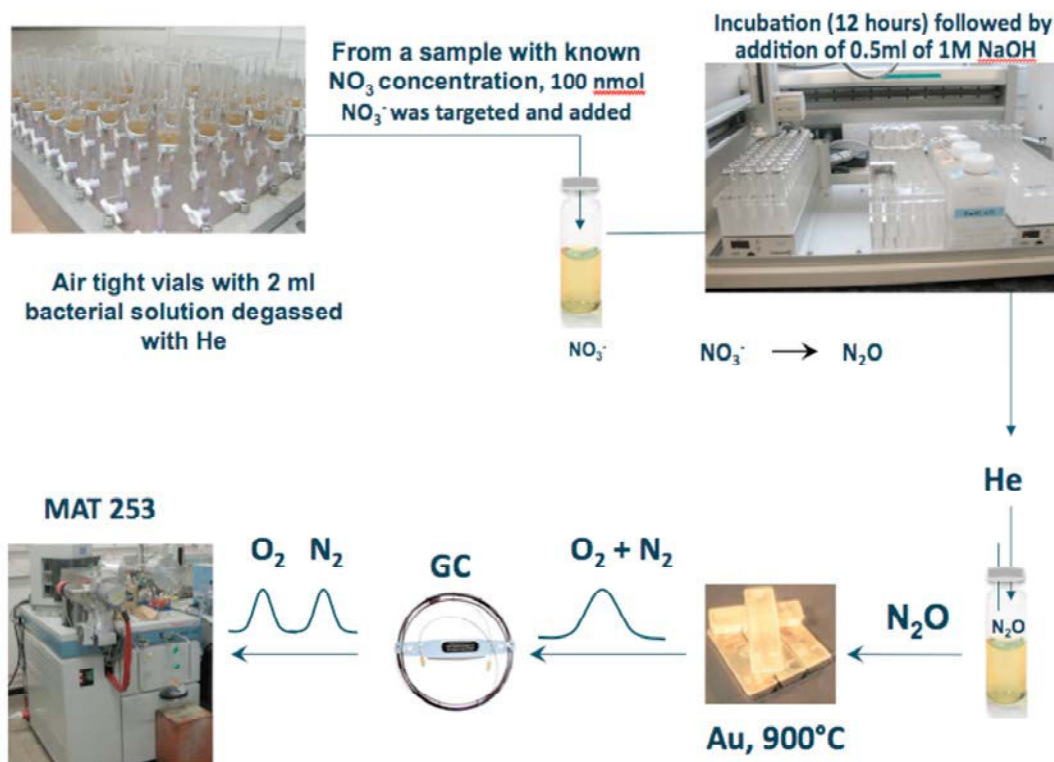 Incubation (12 hours) followed by
addition of 0.5ml of 1M NaOH
From a sample with known
NO₃ concentration, 100 nmol
NO₃⁻ was targeted and added
Air tight vials with 2 ml
bacterial solution degassed
with He
NO₃⁻
NO₃⁻ → N₂O
He
MAT 253
O₂ N₂
GC
O₂ + N₂
N₂O
N₂O
Au, 900°C